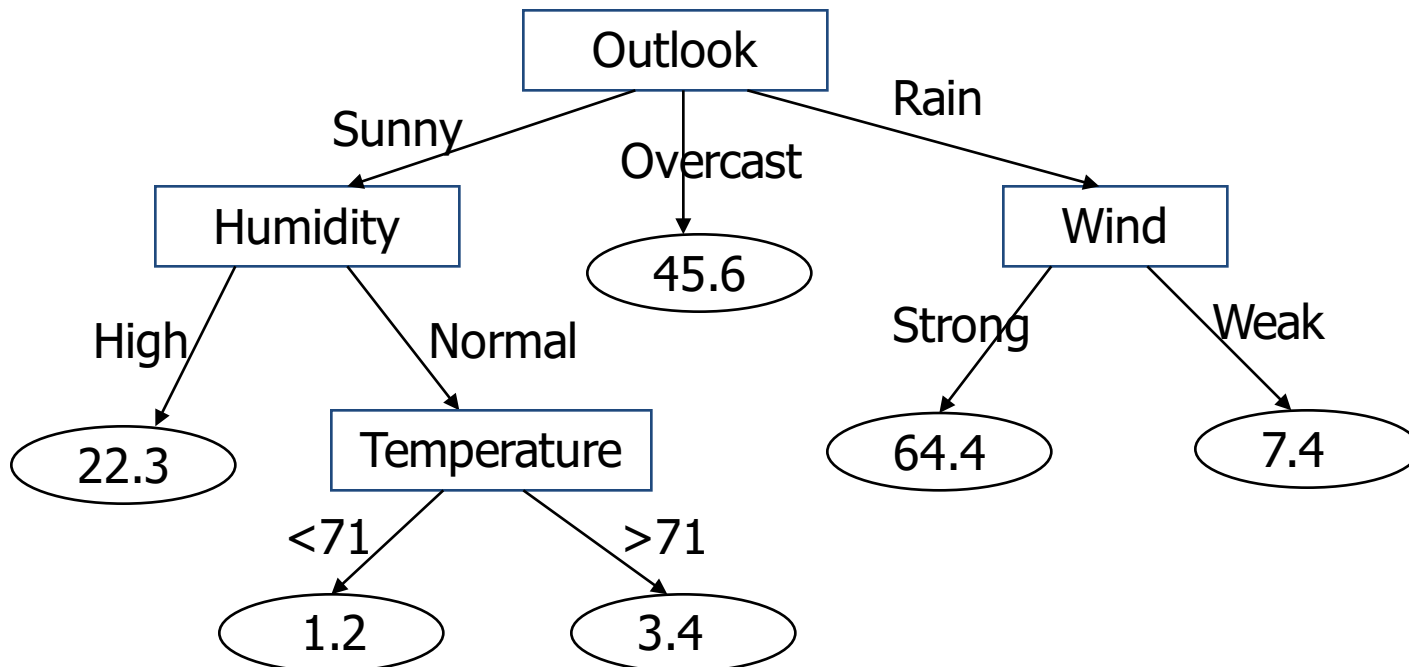 Outlook
Sunny
Overcast
Rain
Humidity
45.6
Wind
High
Normal
Strong
Weak
22.3
Temperature
64.4
7.4
<71
>71
1.2
3.4